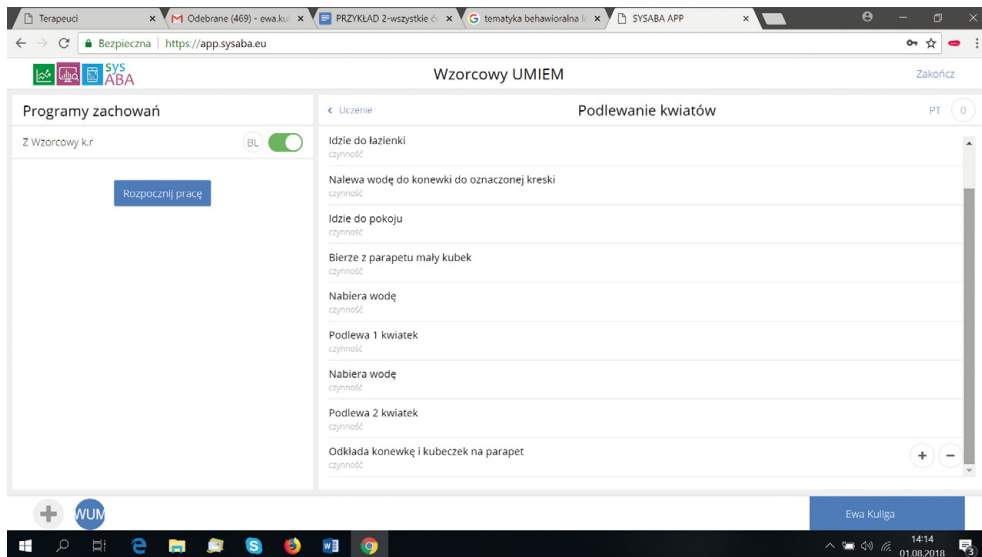 Terapeuci
Odebrane (469) - ewa.kul
PRZYKŁAD 2-wszystkie ć
tematyka behawioralna k
SYSABA APP
Bezpieczna | https://app.sysaba.eu
sys ABA
Wzorcowy UMIEM
Zakończ
Programy zachowań
Uczenie
Podlewanie kwiatów
PT 0
Z Wzorcowy k.r
BL
Rozpocznij pracę
Idzie do łazienki
czynność
Nalewa wodę do konewki do oznaczonej kreski
czynność
Idzie do pokoju
czynność
Bierze z parapetu mały kubek
czynność
Nabiera wodę
czynność
Podlewa 1 kwiatek
czynność
Nabiera wodę
czynność
Podlewa 2 kwiatek
czynność
Odkłada konewkę i kubeczek na parapet
czynność
WUM
Ewa Kuliga
14:14
01.08.2018
3